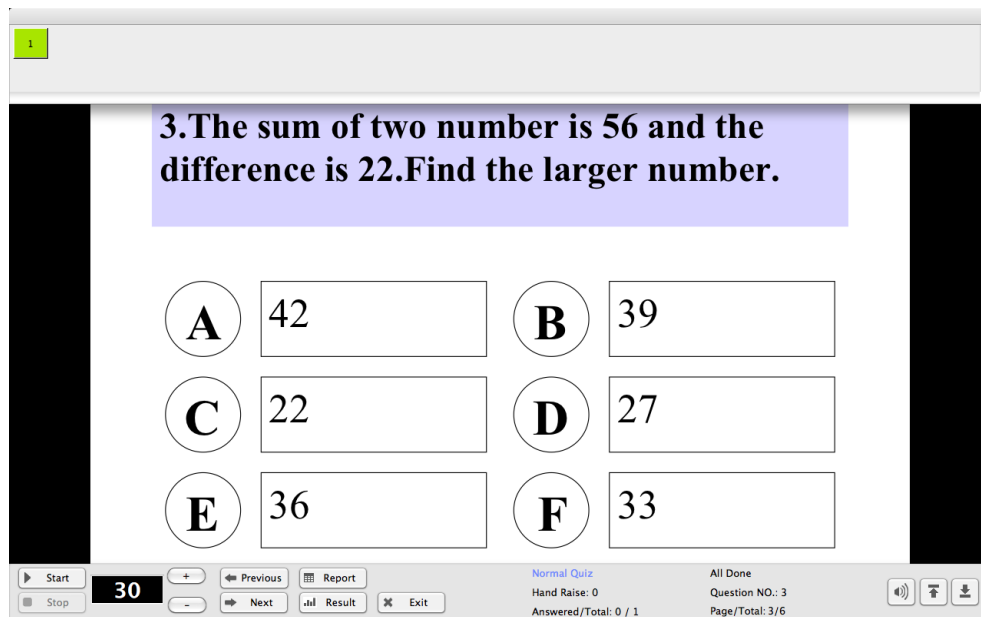 1
3.The sum of two number is 56 and the
difference is 22.Find the larger number.
A 42
B 39
C 22
D 27
E 36
F 33
Start
Stop
30
+
-
Previous
Next
Report
Result
Exit
Normal Quiz
Hand Raise: 0
Answered/Total: 0 / 1
All Done
Question NO.: 3
Page/Total: 3/6